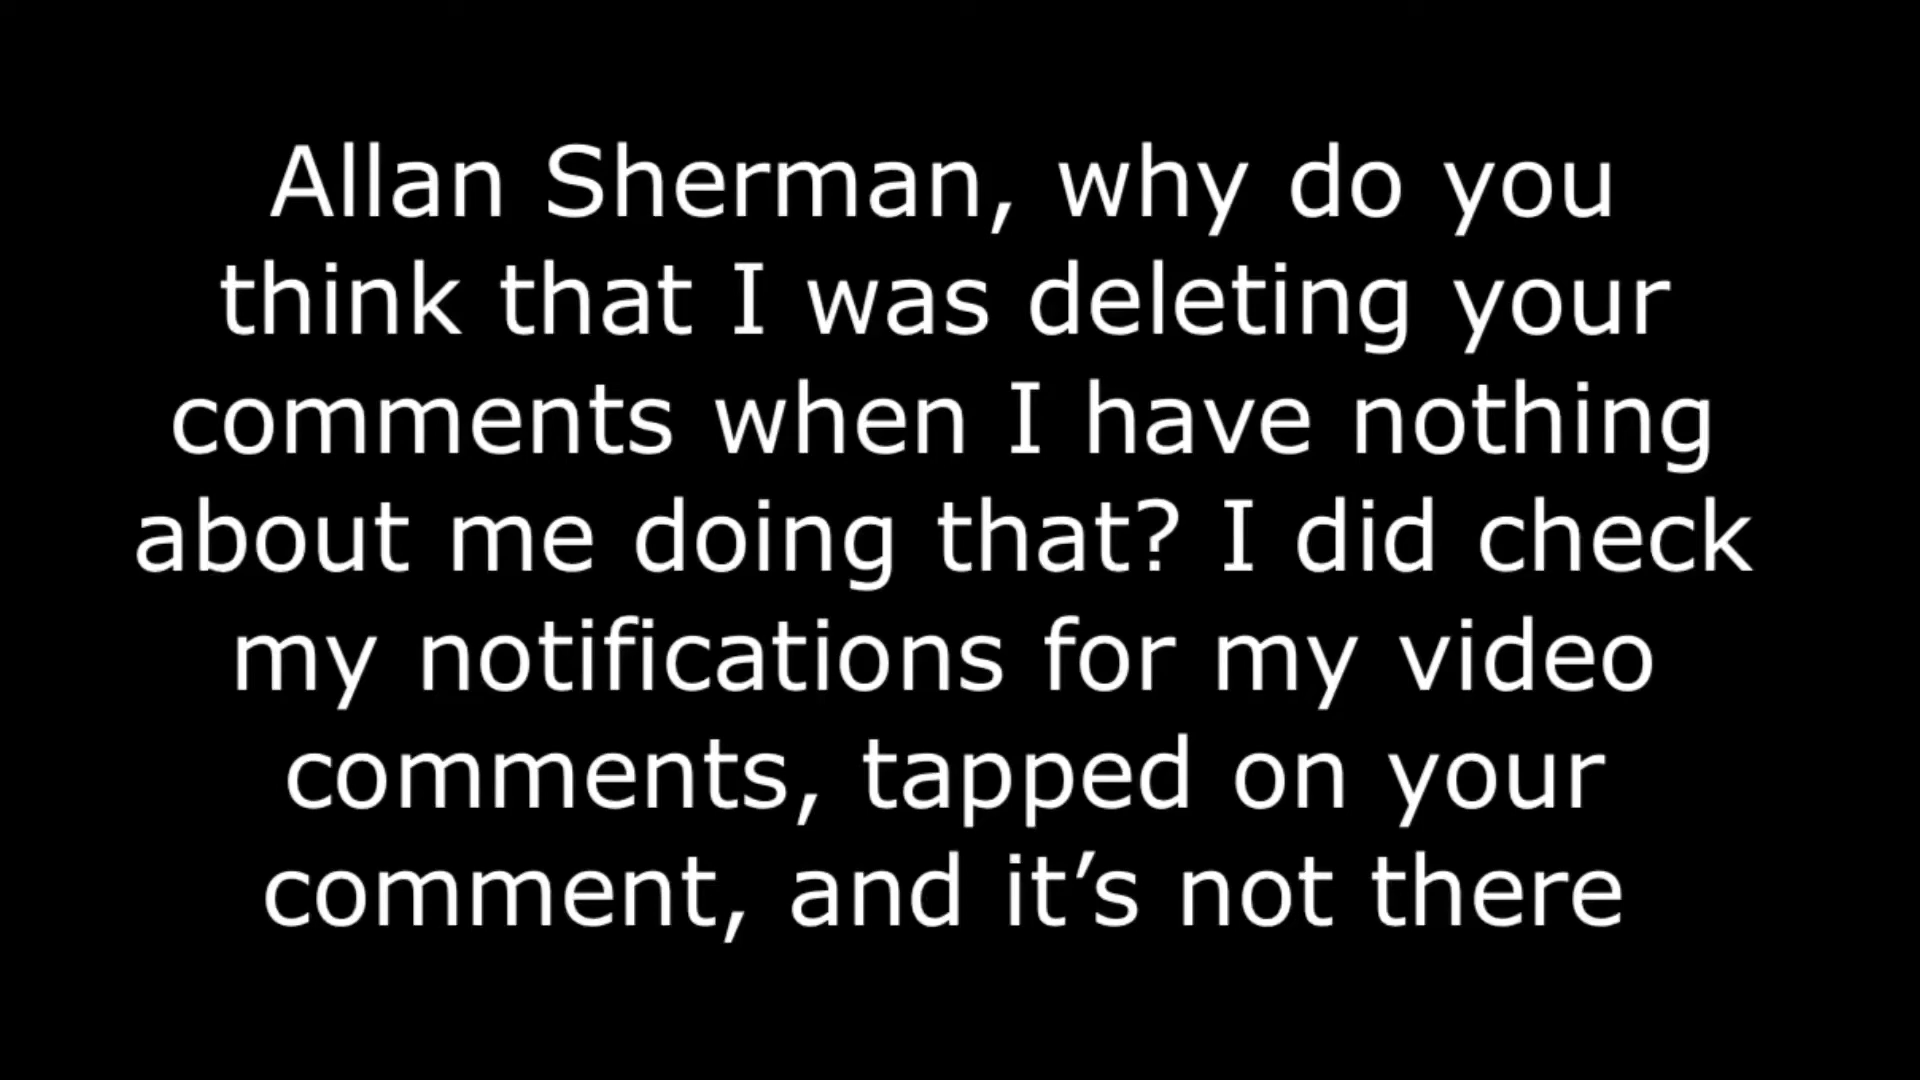 Allan Sherman, why do you
think that I was deleting your
comments when I have nothing
about me doing that? I did check
my notifications for my video
comments, tapped on your
comment, and it’s not there